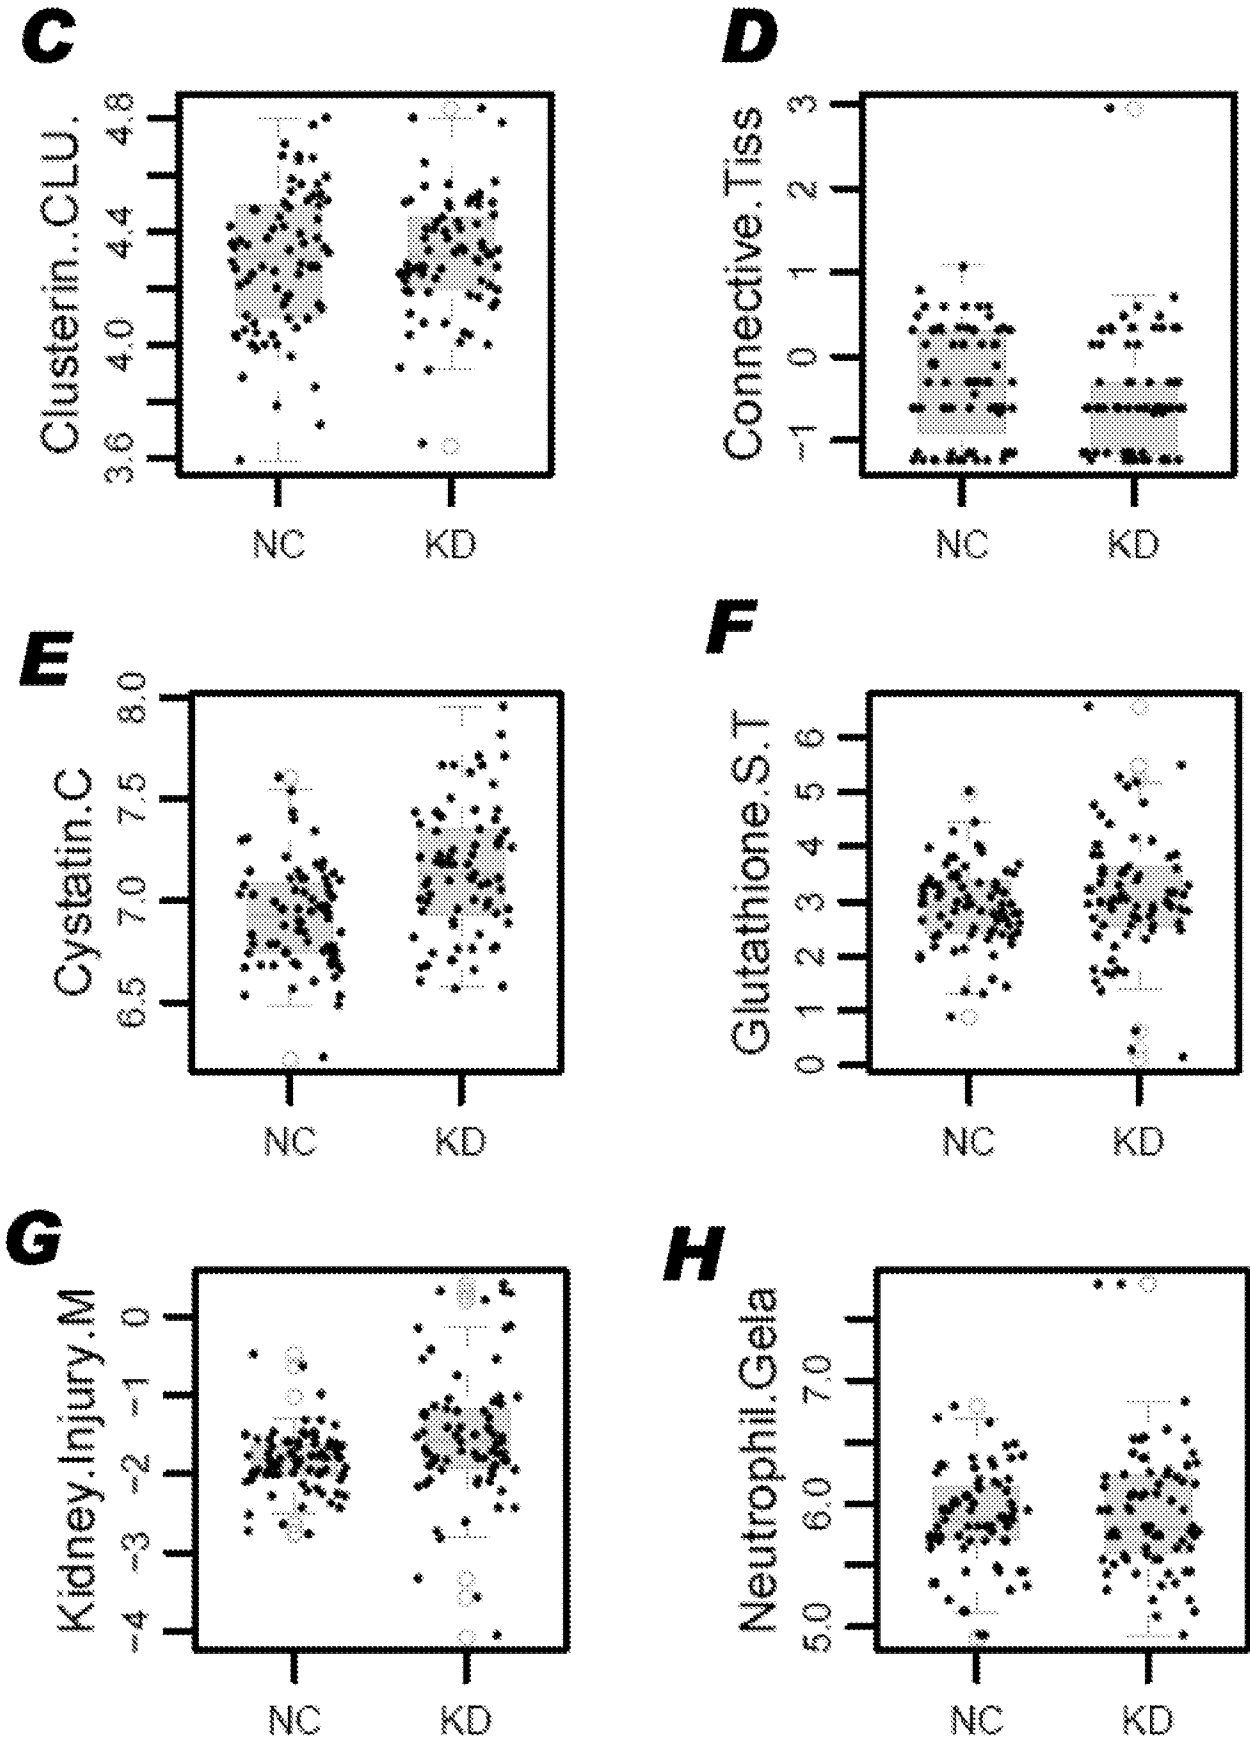 C
D
Clusterin..CLU.
3.6 4.0 4.4 4.8
NC KD
Connective.Tiss
−1 0 1 2 3
NC KD
E
F
Cystatin.C
6.5 7.0 7.5 8.0
NC KD
Glutathione.S.T
0 1 2 3 4 5 6
NC KD
G
H
Kidney.Injury.M
−4 −3 −2 −1 0
NC KD
Neutrophil.Gela
5.0 6.0 7.0
NC KD